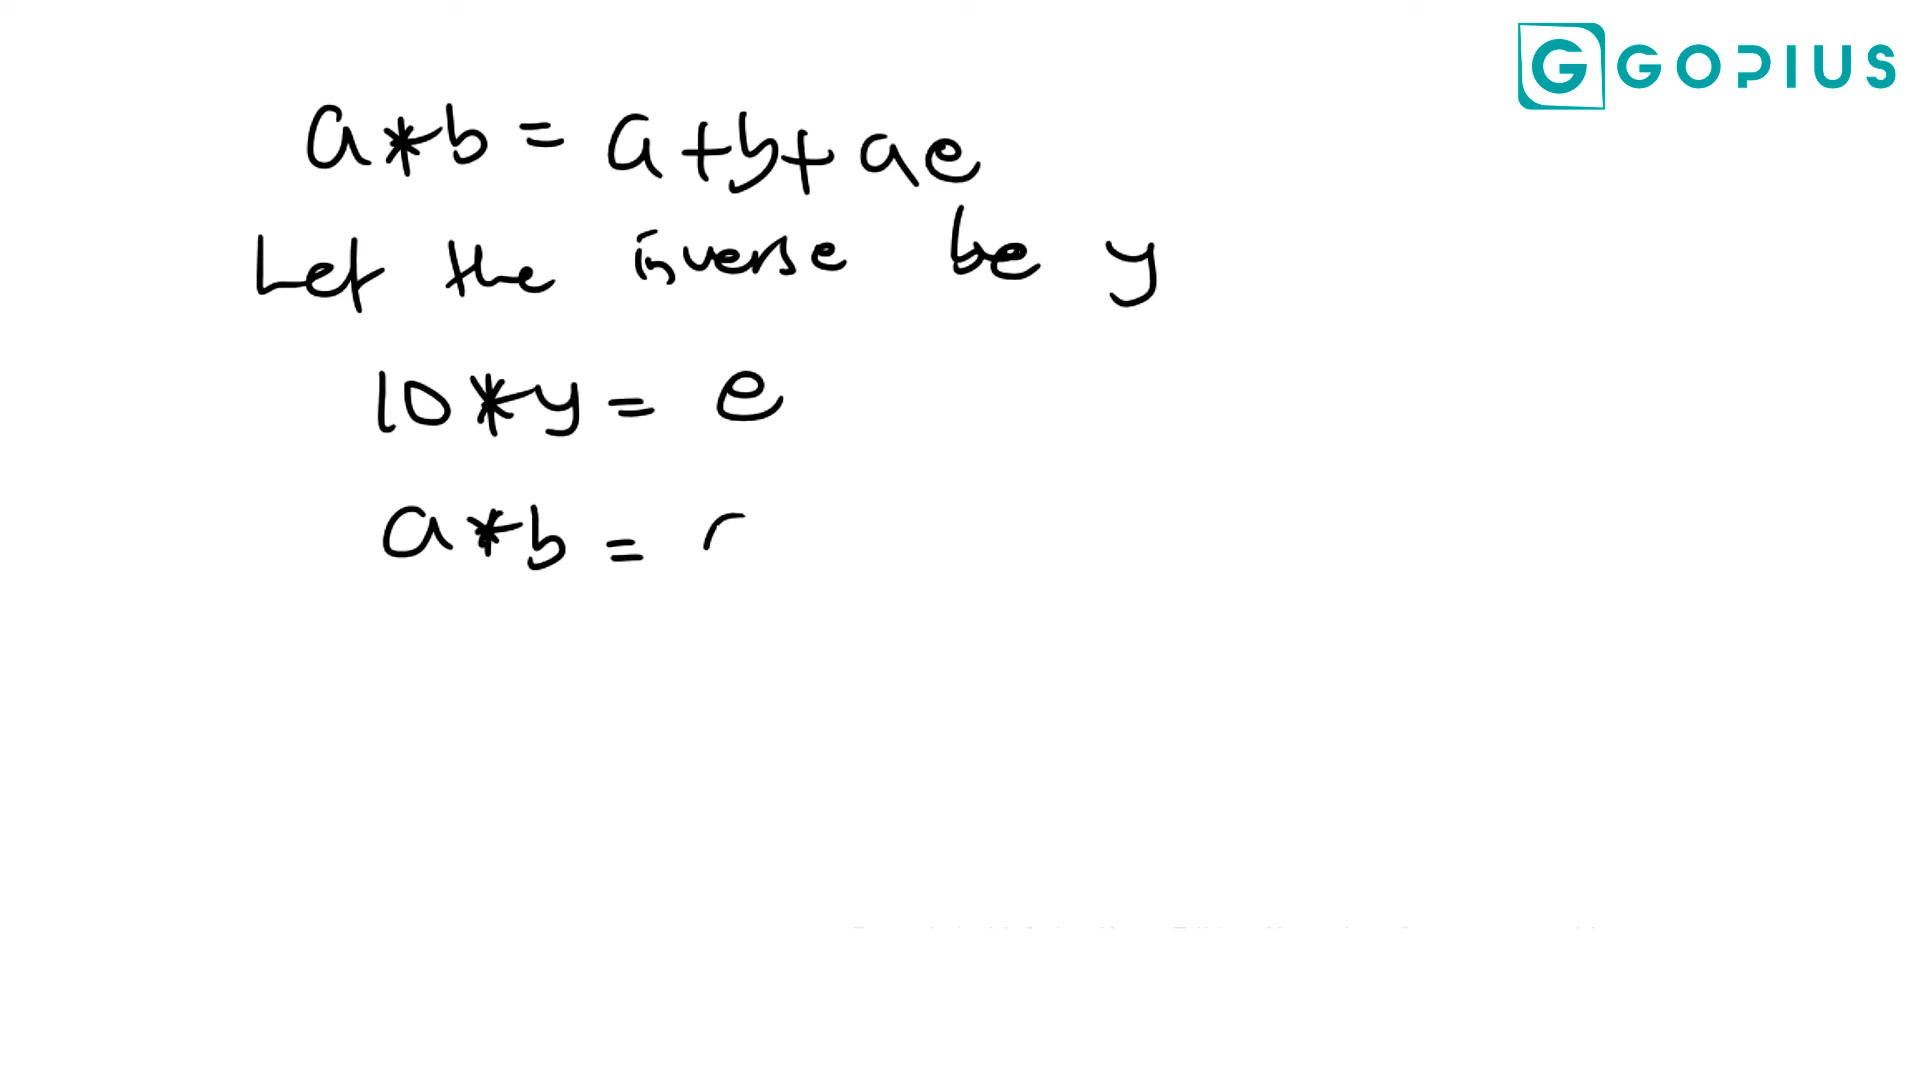 GOPIUS
a*b = a+b+ae
Let the inverse be y
10*y = e
a*b =